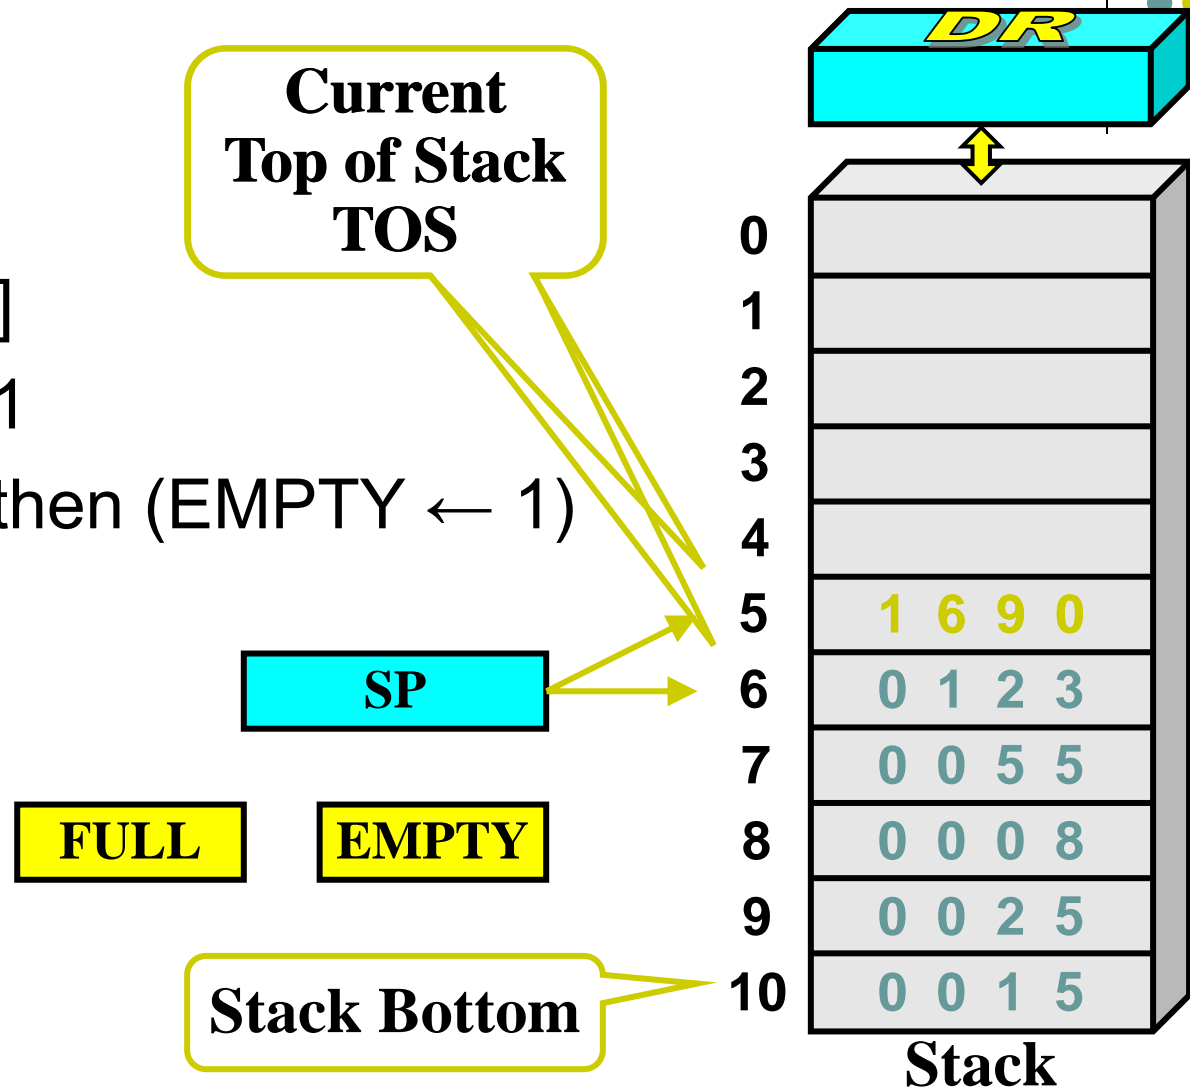 DR
Current
Top of Stack
TOS
0
]
1
1
2
3
then (EMPTY ← 1)
4
5 1 6 9 0
SP
6 0 1 2 3
7 0 0 5 5
FULL EMPTY
8 0 0 0 8
9 0 0 2 5
Stack Bottom
10 0 0 1 5
Stack